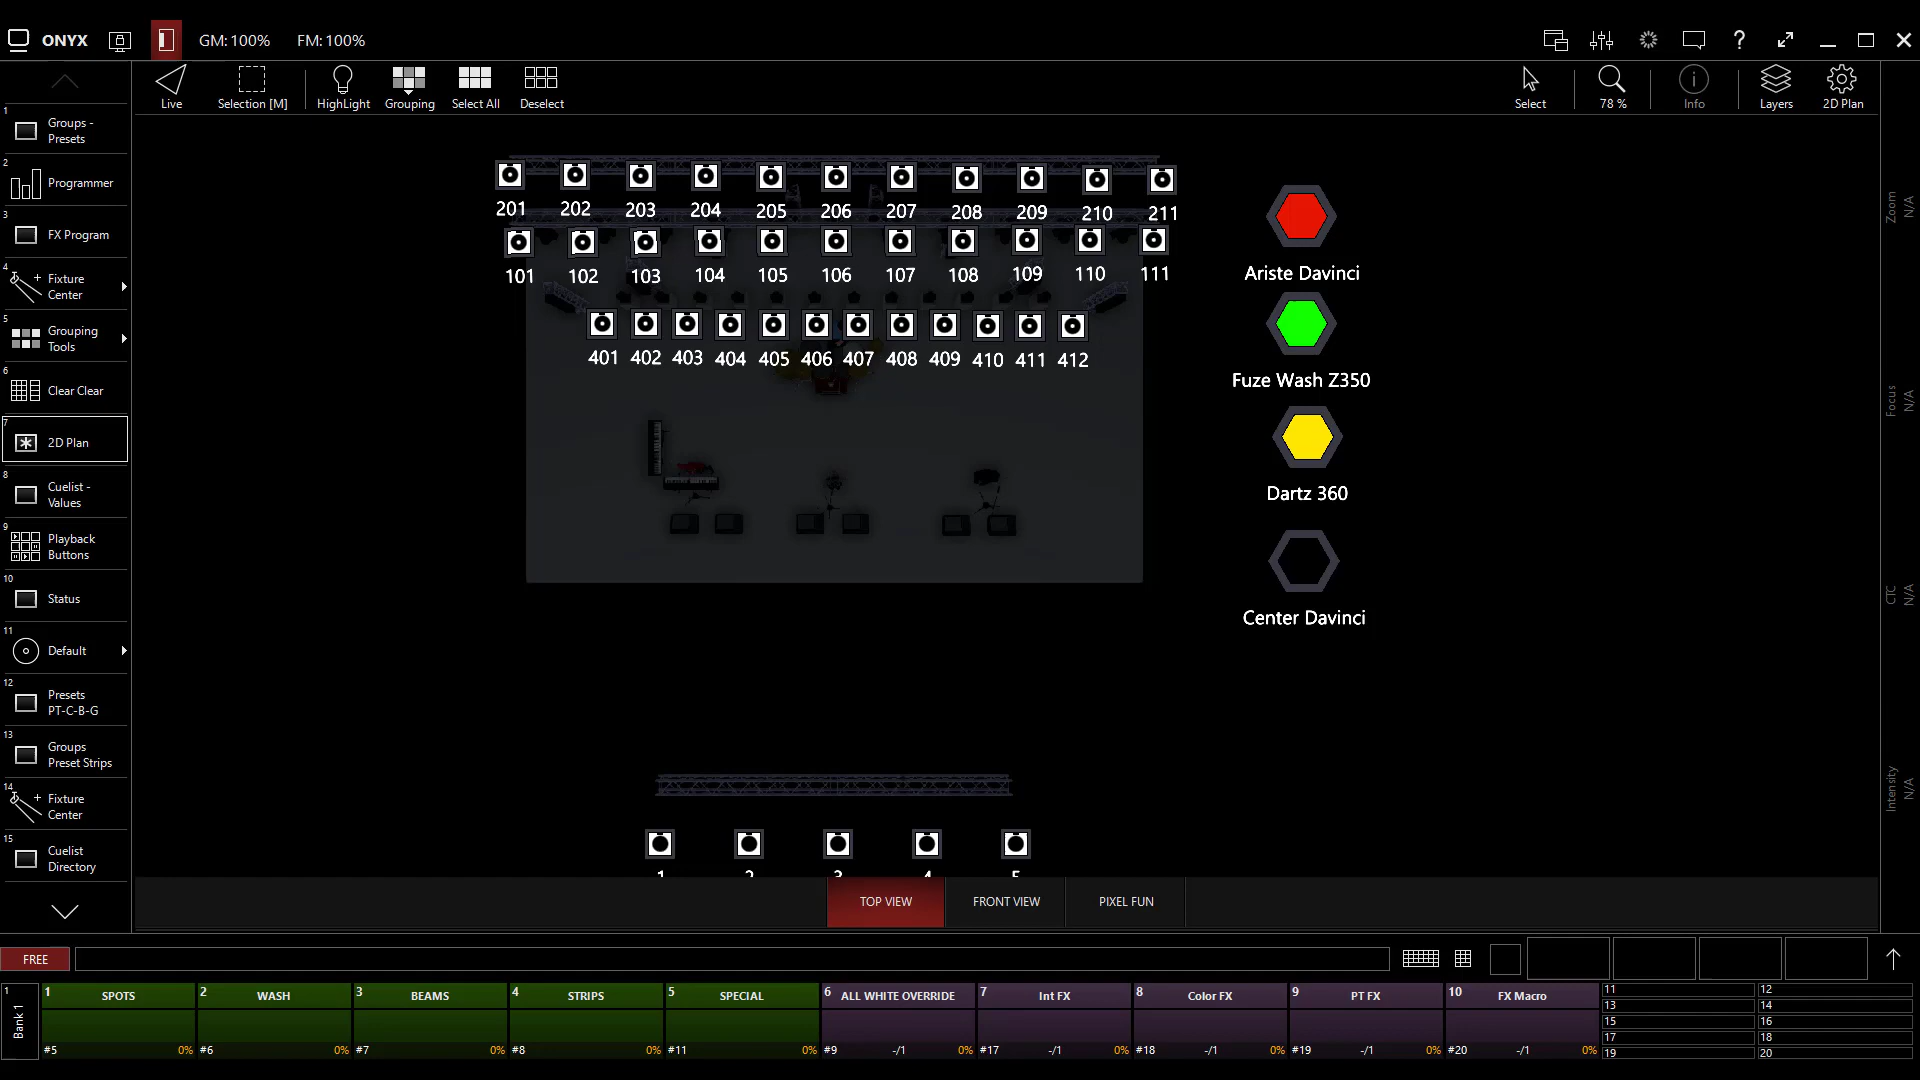 ONYX
GM: 100%
FM: 100%
Live
Selection [M]
HighLight
Grouping
Select All
Deselect
Select
78 %
Info
Layers
2D Plan
1
Groups -
Presets
2
Programmer
3
FX Program
4
Fixture
Center
5
Grouping
Tools
6
Clear Clear
7
2D Plan
8
Cuelist -
Values
9
Playback
Buttons
10
Status
11
Default
12
Presets
PT-C-B-G
13
Groups
Preset Strips
14
Fixture
Center
15
Cuelist
Directory
201 202 203 204 205 206 207 208 209 210 211
101 102 103 104 105 106 107 108 109 110 111
401 402 403 404 405 406 407 408 409 410 411 412
Ariste Davinci
Fuze Wash Z350
Dartz 360
Center Davinci
1 2 3 4 5
Zoom
N/A
Focus
N/A
CTC
N/A
Intensity
N/A
TOP VIEW
FRONT VIEW
PIXEL FUN
FREE
1
Bank 1
1 SPOTS
#5 0%
2 WASH
#6 0%
3 BEAMS
#7 0%
4 STRIPS
#8 0%
5 SPECIAL
#11 0%
6 ALL WHITE OVERRIDE
#9 -/1 0%
7 Int FX
#17 -/1 0%
8 Color FX
#18 -/1 0%
9 PT FX
#19 -/1 0%
10 FX Macro
#20 -/1 0%
11 12
13 14
15 16
17 18
19 20